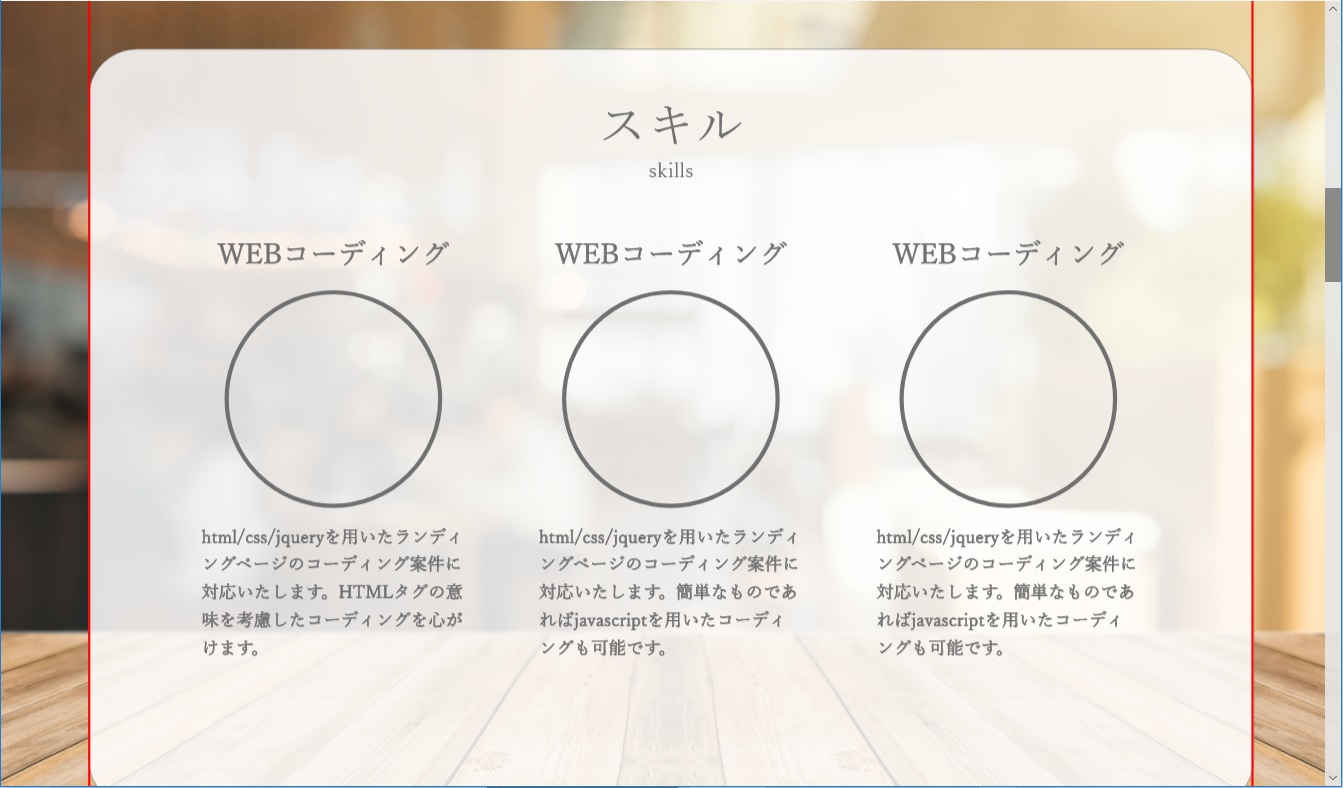 スキル
skills
WEBコーディング
html/css/jqueryを用いたランディ
ングページのコーディング案件に
対応いたします。HTMLタグの意
味を考慮したコーディングを心が
けます。
WEBコーディング
html/css/jqueryを用いたランディ
ングページのコーディング案件に
対応いたします。簡単なものであ
ればjavascriptを用いたコーディ
ングも可能です。
WEBコーディング
html/css/jqueryを用いたランディ
ングページのコーディング案件に
対応いたします。簡単なものであ
ればjavascriptを用いたコーディ
ングも可能です。